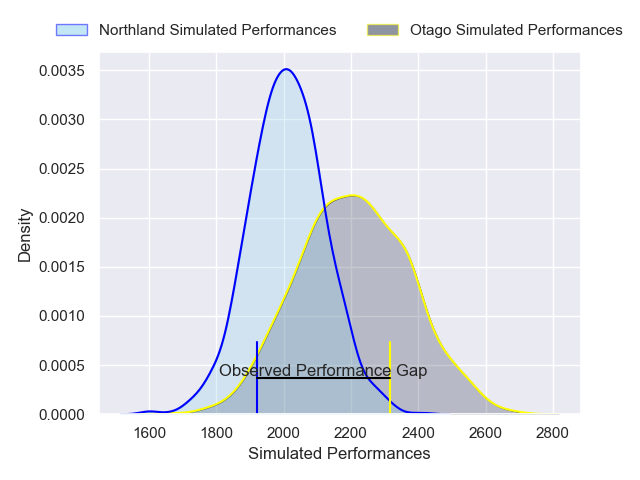 Northland Simulated Performances
Otago Simulated Performances
0.0035
0.0030
0.0025
0.0020
0.0015
0.0010
0.0005
0.0000
Density
Observed Performance Gap
1600 1800 2000 2200 2400 2600 2800
Simulated Performances